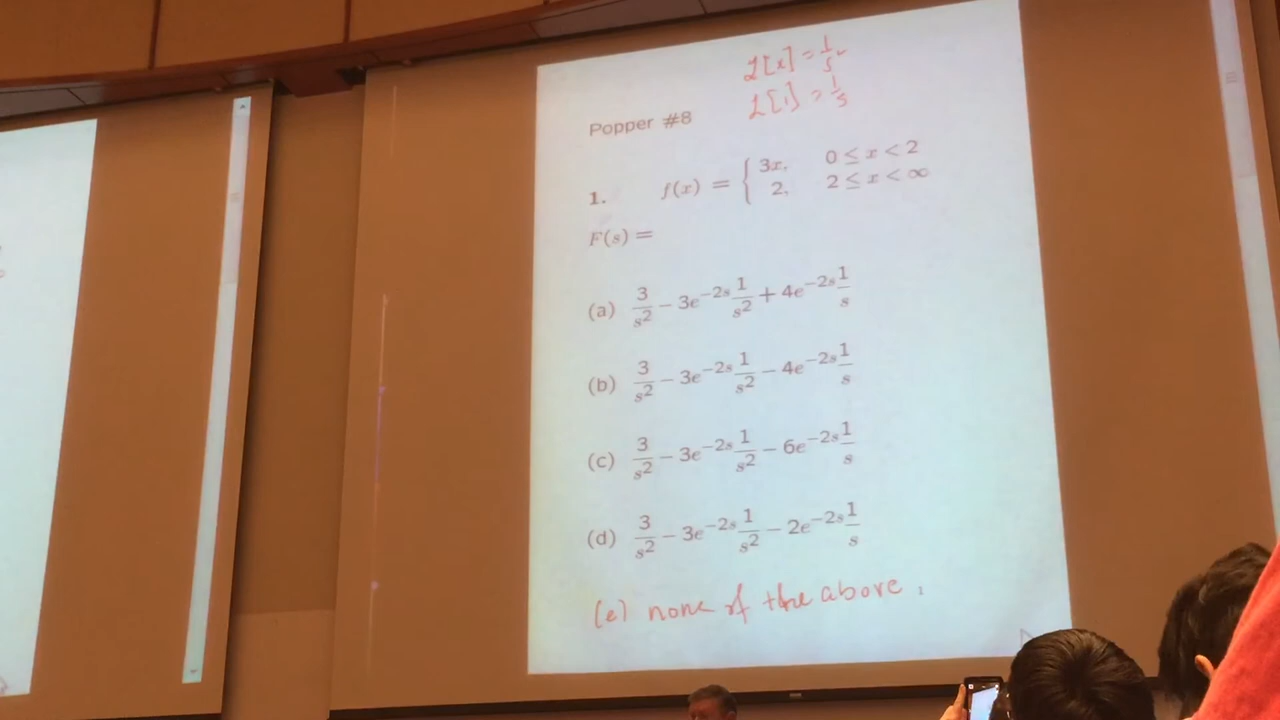 ℒ[x] = 1/s²
ℒ[1] = 1/s
Popper #8
1. f(x) = { 3x, 0 ≤ x < 2
2, 2 ≤ x < ∞
F(s) =
(a) 3/s² − 3e^{−2s} 1/s² + 4e^{−2s} 1/s
(b) 3/s² − 3e^{−2s} 1/s² − 4e^{−2s} 1/s
(c) 3/s² − 3e^{−2s} 1/s² − 6e^{−2s} 1/s
(d) 3/s² − 3e^{−2s} 1/s² − 2e^{−2s} 1/s
(e) none of the above.
1